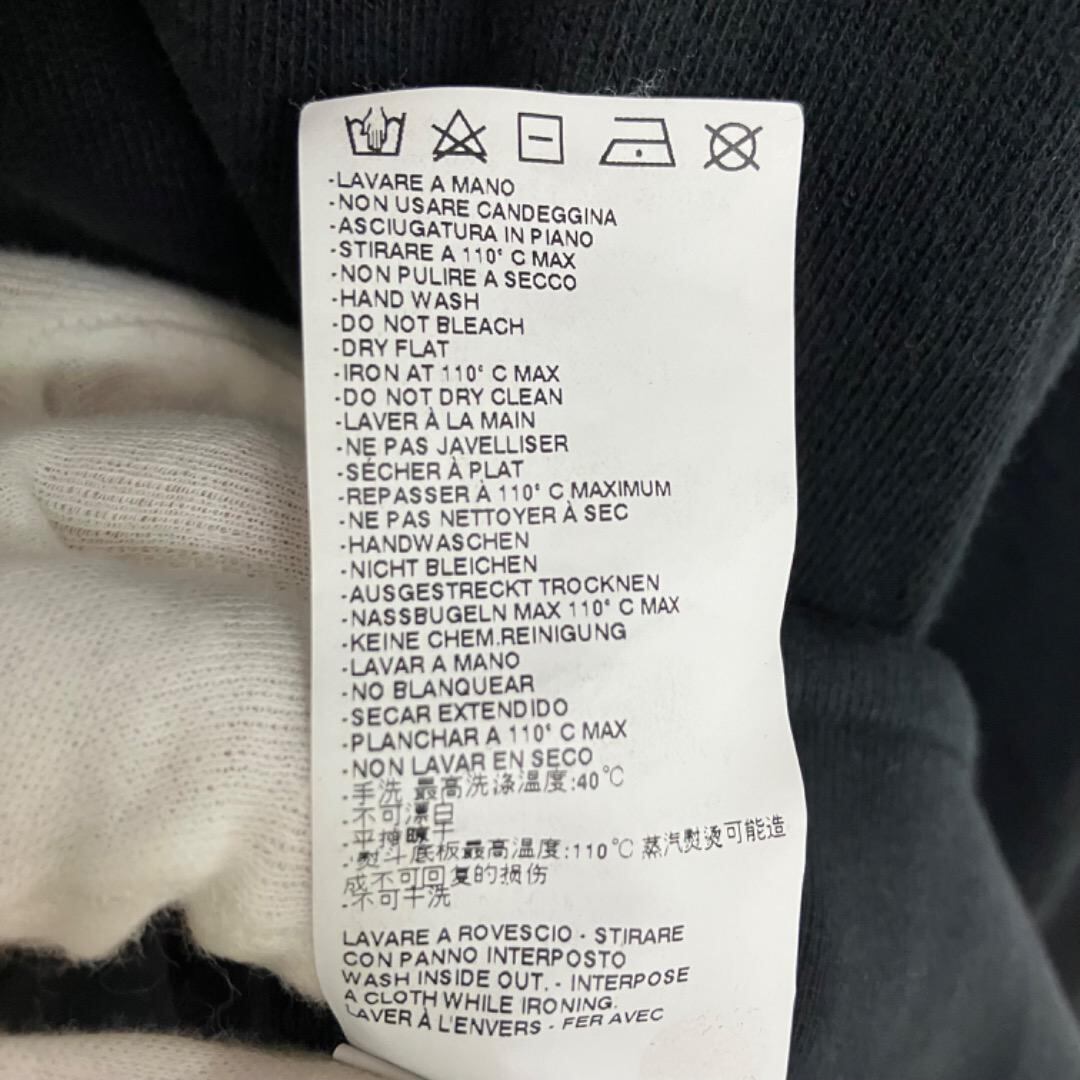 -LAVARE A MANO
-NON USARE CANDEGGINA
-ASCIUGATURA IN PIANO
-STIRARE A 110° C MAX
-NON PULIRE A SECCO
-HAND WASH
-DO NOT BLEACH
-DRY FLAT
-IRON AT 110° C MAX
-DO NOT DRY CLEAN
-LAVER À LA MAIN
-NE PAS JAVELLISER
-SÉCHER À PLAT
-REPASSER À 110° C MAXIMUM
-NE PAS NETTOYER À SEC
-HANDWASCHEN
-NICHT BLEICHEN
-AUSGESTRECKT TROCKNEN
-NASSBUGELN MAX 110° C MAX
-KEINE CHEM.REINIGUNG
-LAVAR A MANO
-NO BLANQUEAR
-SECAR EXTENDIDO
-PLANCHAR A 110° C MAX
-NON LAVAR EN SECO
-手洗 最高洗涤温度:40℃
-不可漂白
-熨斗底板最高温度:110℃ 蒸汽熨烫可能造
成不可回复的损伤
-不可干洗
LAVARE A ROVESCIO - STIRARE
CON PANNO INTERPOSTO
WASH INSIDE OUT. - INTERPOSE
A CLOTH WHILE IRONING.
LAVER À L'ENVERS - FER AVEC